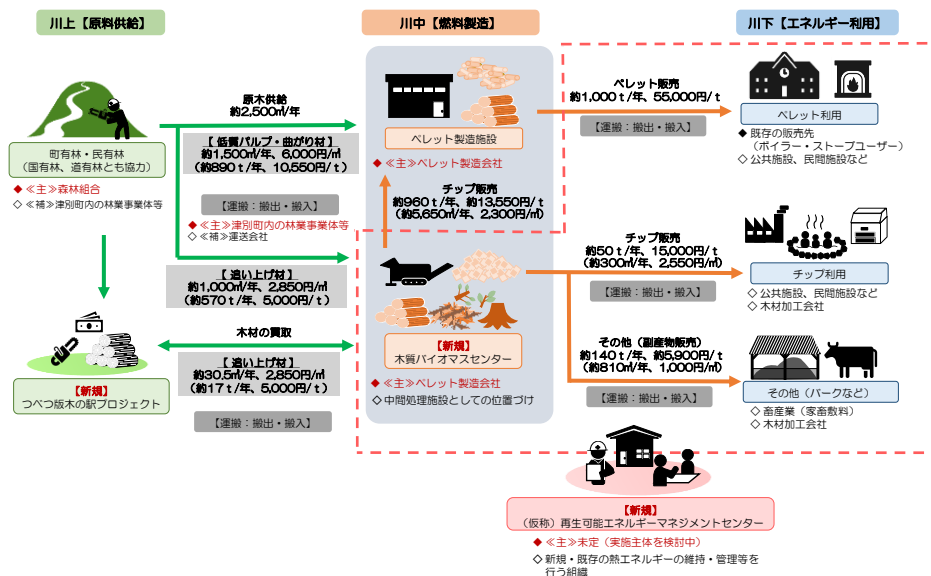 川上【原料供給】
川中【燃料製造】
川下【エネルギー利用】
原木供給
約2,500㎥/年
【 低質パルプ・曲がり材】
約1,500㎥/年、6,000円/㎥
（約890ｔ/年、10,550円/ｔ）
【運搬：搬出・搬入】
◆ ≪主≫津別町内の林業事業体等
◇ ≪補≫運送会社
町有林・民有林
（国有林、道有林とも協力）
◆ ≪主≫森林組合
◇ ≪補≫津別町内の林業事業体等
【 追い上げ材】
約1,000㎥/年、2,850円/㎥
（約570ｔ/年、5,000円/ｔ）
木材の買取
【 追い上げ材】
約30.5㎥/年、2,850円/㎥
（約17ｔ/年、5,000円/ｔ）
【運搬：搬出・搬入】
【新規】
つべつ版木の駅プロジェクト
ペレット製造施設
◆ ≪主≫ペレット製造会社
チップ販売
約960ｔ/年、約13,550円/ｔ
（約5,650㎥/年、2,300円/㎥）
【新規】
木質バイオマスセンター
◆ ≪主≫ペレット製造会社
◇ 中間処理施設としての位置づけ
ペレット販売
約1,000ｔ/年、55,000円/ｔ
【運搬：搬出・搬入】
ペレット利用
◆ 既存の販売先
（ボイラー・ストーブユーザー）
◇ 公共施設、民間施設など
チップ販売
約50ｔ/年、15,000円/ｔ
（約300㎥/年、2,550円/㎥）
【運搬：搬出・搬入】
チップ利用
◇ 公共施設、民間施設など
◇ 木材加工会社
その他（副産物販売）
約140ｔ/年、約5,900円/ｔ
（約810㎥/年、1,000円/㎥）
【運搬：搬出・搬入】
その他（バークなど）
◇ 畜産業（家畜敷料）
◇ 木材加工会社
【新規】
（仮称）再生可能エネルギーマネジメントセンター
◆ ≪主≫未定（実施主体を検討中）
◇ 新規・既存の熱エネルギーの維持・管理等を
行う組織